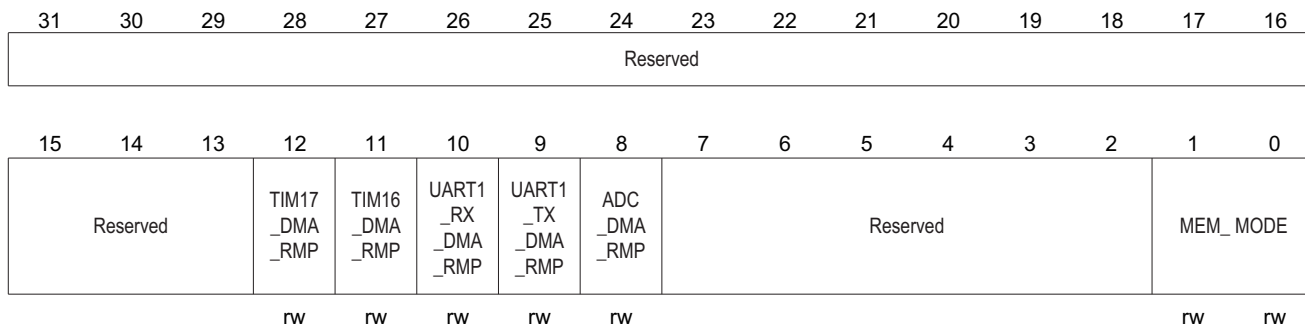 31 30 29 28 27 26 25 24 23 22 21 20 19 18 17 16
Reserved
15 14 13 12 11 10 9 8 7 6 5 4 3 2 1 0
Reserved
TIM17
_DMA
_RMP
TIM16
_DMA
_RMP
UART1
_RX
_DMA
_RMP
UART1
_TX
_DMA
_RMP
ADC
_DMA
_RMP
Reserved
MEM_ MODE
rw rw rw rw rw rw rw